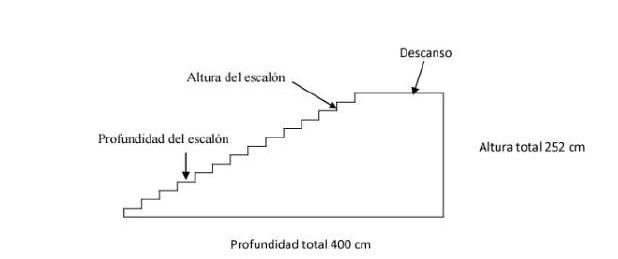 Descanso
Altura del escalón
Profundidad del escalón
Altura total 252 cm
Profundidad total 400 cm